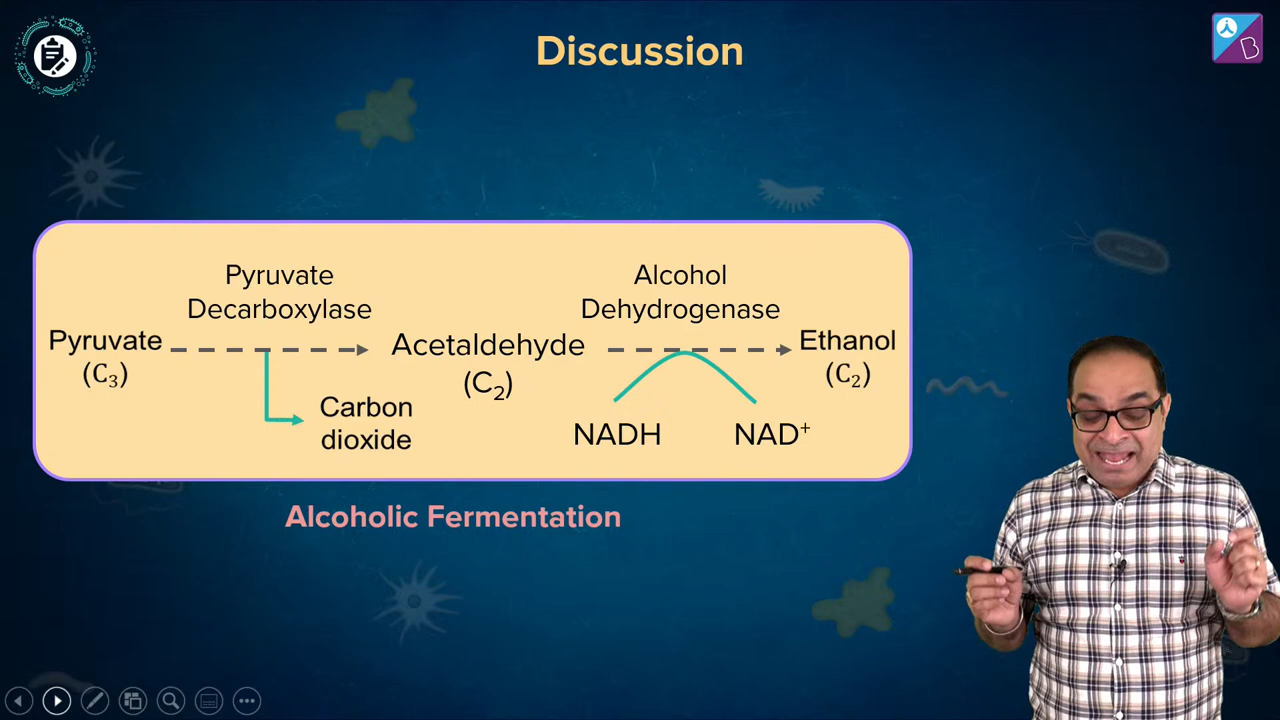 Discussion
Pyruvate
Decarboxylase
Alcohol
Dehydrogenase
Pyruvate
(C₃)
Acetaldehyde
(C₂)
Ethanol
(C₂)
Carbon
dioxide
NADH
NAD⁺
Alcoholic Fermentation
B